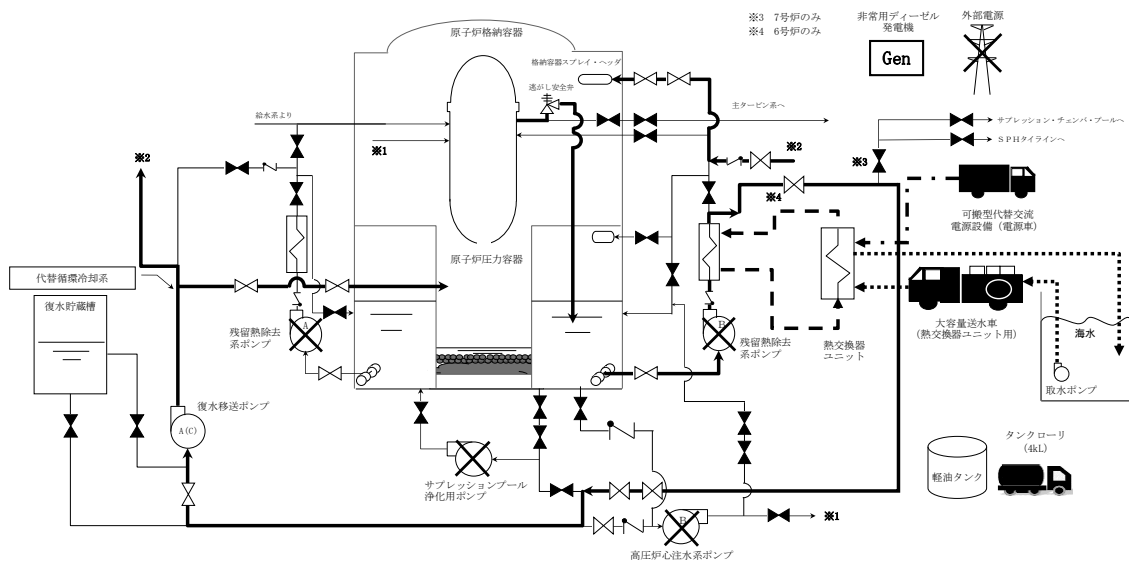 ※3 7号炉のみ
※4 6号炉のみ
非常用ディーゼル
発電機
Gen
外部電源
原子炉格納容器
格納容器スプレイ・ヘッダ
逃がし安全弁
給水系より
主タービン系へ
サプレッション・チェンバ・プールへ
SPHタイラインへ
※1
※2
※2
※3
※4
可搬型代替交流
電源設備(電源車)
原子炉圧力容器
代替循環冷却系
復水貯蔵槽
A
残留熱除去
系ポンプ
B
残留熱除去
系ポンプ
熱交換器
ユニット
大容量送水車
(熱交換器ユニット用)
海水
取水ポンプ
復水移送ポンプ
A(C)
サプレッションプール
浄化用ポンプ
B
高圧炉心注水系ポンプ
※1
軽油タンク
タンクローリ
(4kL)